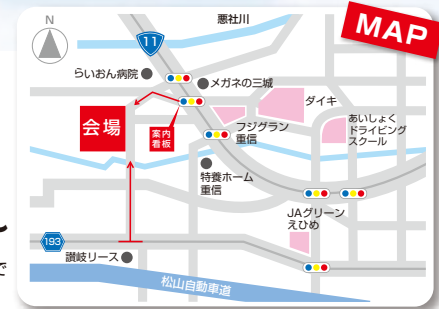 MAP
N
悪社川
11
らいおん病院
メガネの三城
ダイキ
会場
案内
看板
フジグラン
重信
あいしょく
ドライビング
スクール
特養ホーム
重信
JAグリーン
えひめ
193
讃岐リース
で
松山自動車道